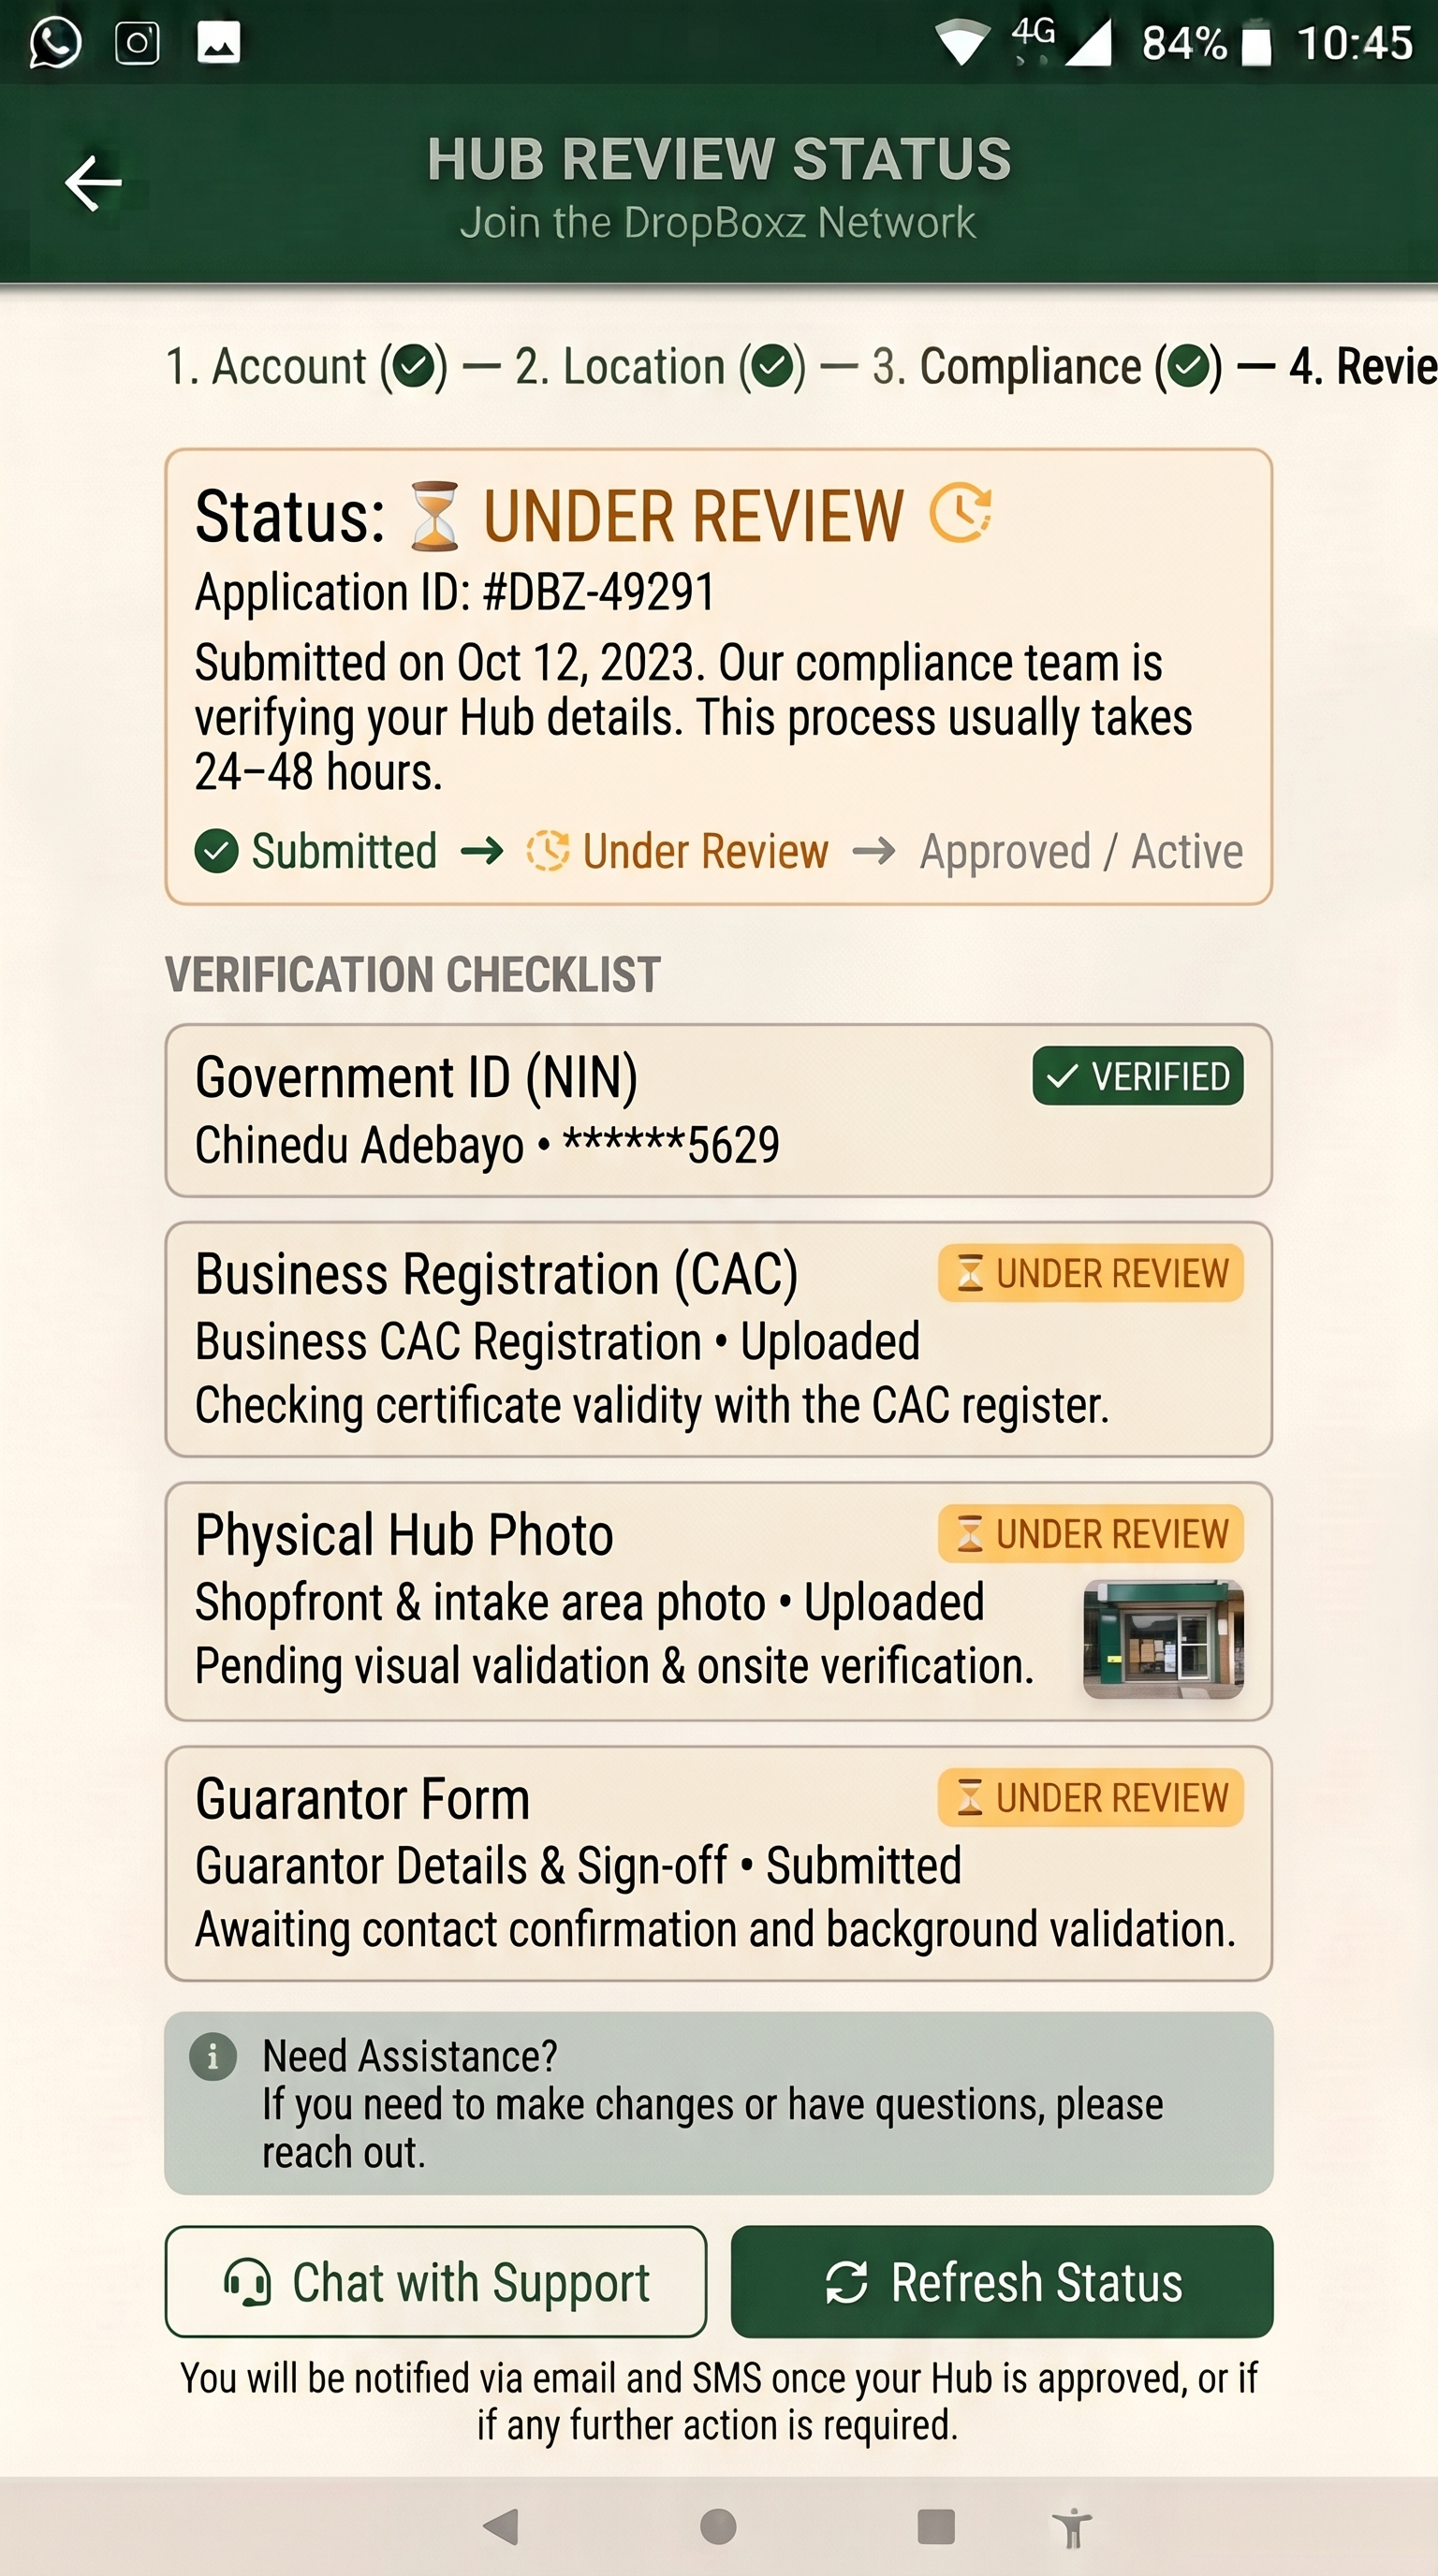 4G 84% 10:45
HUB REVIEW STATUS
Join the DropBoxz Network
1. Account (✓) — 2. Location (✓) — 3. Compliance (✓) — 4. Revie
Status: ⏳ UNDER REVIEW
Application ID: #DBZ-49291
Submitted on Oct 12, 2023. Our compliance team is
verifying your Hub details. This process usually takes
24–48 hours.
Submitted → Under Review → Approved / Active
VERIFICATION CHECKLIST
Government ID (NIN) ✓ VERIFIED
Chinedu Adebayo • ******5629
Business Registration (CAC) ⏳ UNDER REVIEW
Business CAC Registration • Uploaded
Checking certificate validity with the CAC register.
Physical Hub Photo ⏳ UNDER REVIEW
Shopfront & intake area photo • Uploaded
Pending visual validation & onsite verification.
Guarantor Form ⏳ UNDER REVIEW
Guarantor Details & Sign-off • Submitted
Awaiting contact confirmation and background validation.
Need Assistance?
If you need to make changes or have questions, please
reach out.
Chat with Support Refresh Status
You will be notified via email and SMS once your Hub is approved, or if
if any further action is required.